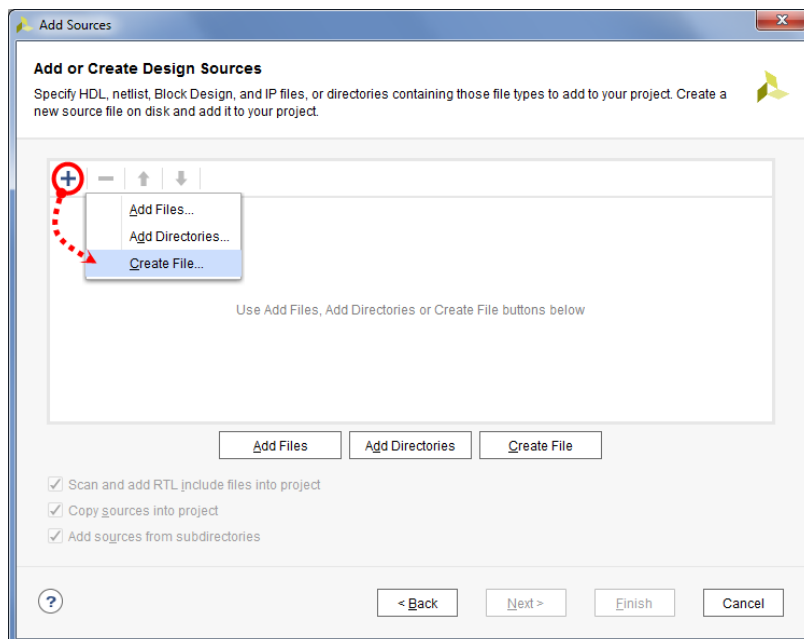 Add Sources
Add or Create Design Sources
Specify HDL, netlist, Block Design, and IP files, or directories containing those file types to add to your project. Create a
new source file on disk and add it to your project.
Add Files...
Add Directories...
Create File...
Use Add Files, Add Directories or Create File buttons below
Add Files Add Directories Create File
Scan and add RTL include files into project
Copy sources into project
Add sources from subdirectories
? < Back Next > Finish Cancel